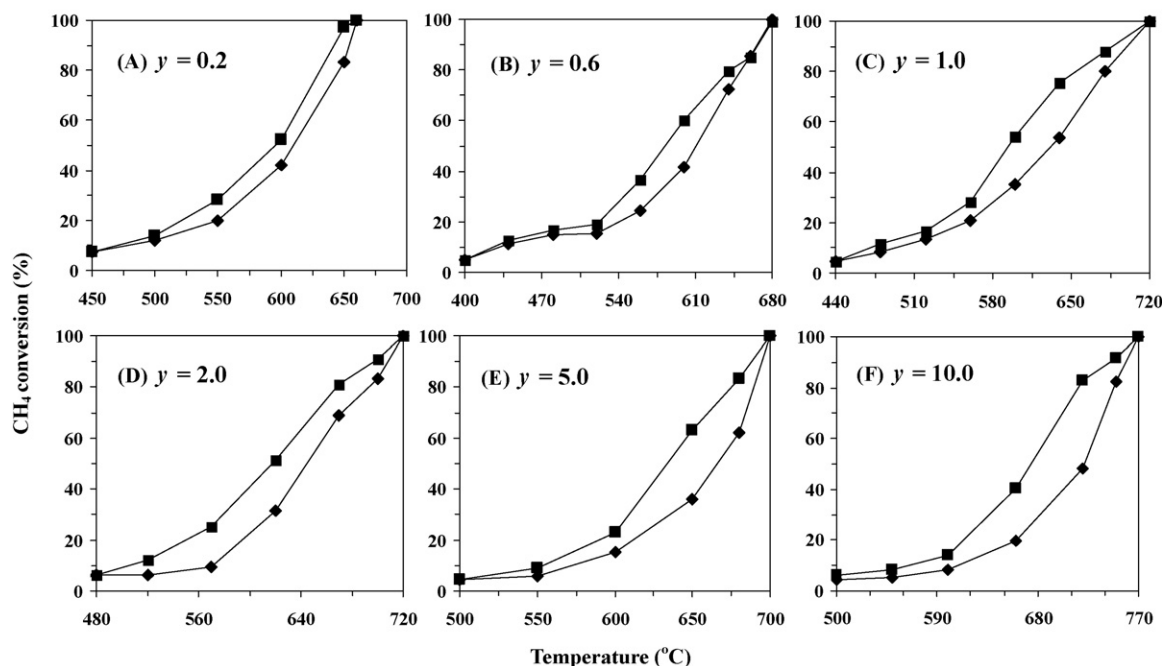 100
80
60
40
20
0
(A) y = 0.2
450 500 550 600 650 700
100
80
60
40
20
0
(B) y = 0.6
400 470 540 610 680
100
80
60
40
20
0
(C) y = 1.0
440 510 580 650 720
CH4 conversion (%)
100
80
60
40
20
0
(D) y = 2.0
480 560 640 720
100
80
60
40
20
0
(E) y = 5.0
500 550 600 650 700
100
80
60
40
20
0
(F) y = 10.0
500 590 680 770
Temperature (°C)